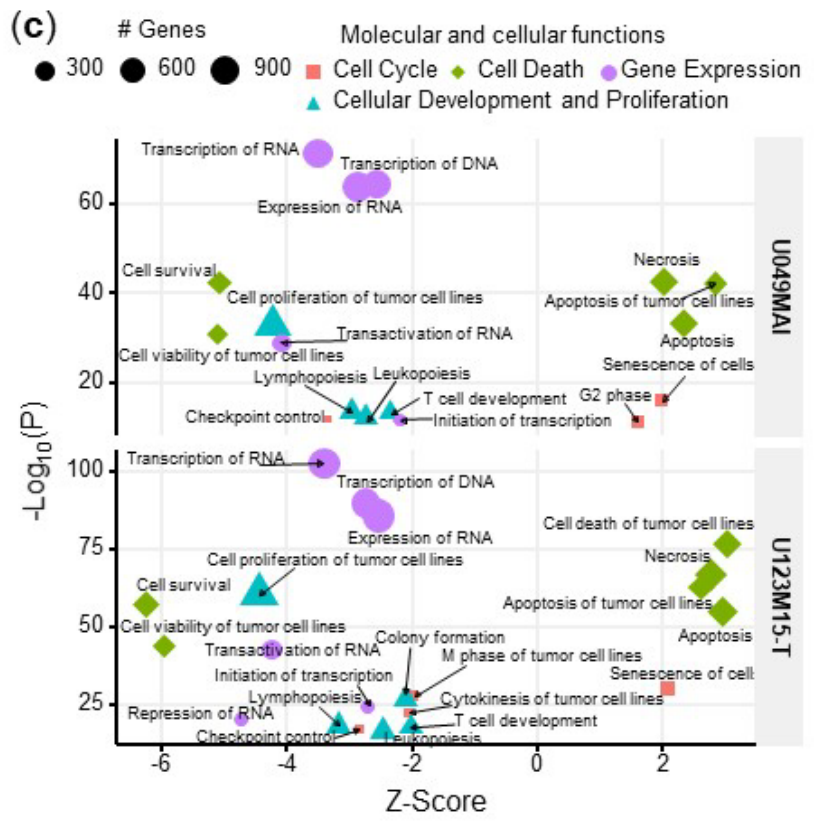 (c)
# Genes
300 600 900
Molecular and cellular functions
Cell Cycle Cell Death Gene Expression
Cellular Development and Proliferation
-Log10(P)
60
40
20
Transcription of RNA
Transcription of DNA
Expression of RNA
Cell survival
Cell proliferation of tumor cell lines
Transactivation of RNA
Cell viability of tumor cell lines
Lymphopoiesis
Leukopoiesis
T cell development
Checkpoint control
Initiation of transcription
Necrosis
Apoptosis of tumor cell lines
Apoptosis
Senescence of cells
G2 phase
U049MAI
100
75
50
25
Transcription of RNA
Transcription of DNA
Expression of RNA
Cell proliferation of tumor cell lines
Cell survival
Cell viability of tumor cell lines
Transactivation of RNA
Colony formation
M phase of tumor cell lines
Initiation of transcription
Lymphopoiesis
Cytokinesis of tumor cell lines
Repression of RNA
T cell development
Checkpoint control
Leukopoiesis
Cell death of tumor cell lines
Necrosis
Apoptosis of tumor cell lines
Apoptosis
Senescence of cell
U123M15-T
-6 -4 -2 0 2
Z-Score